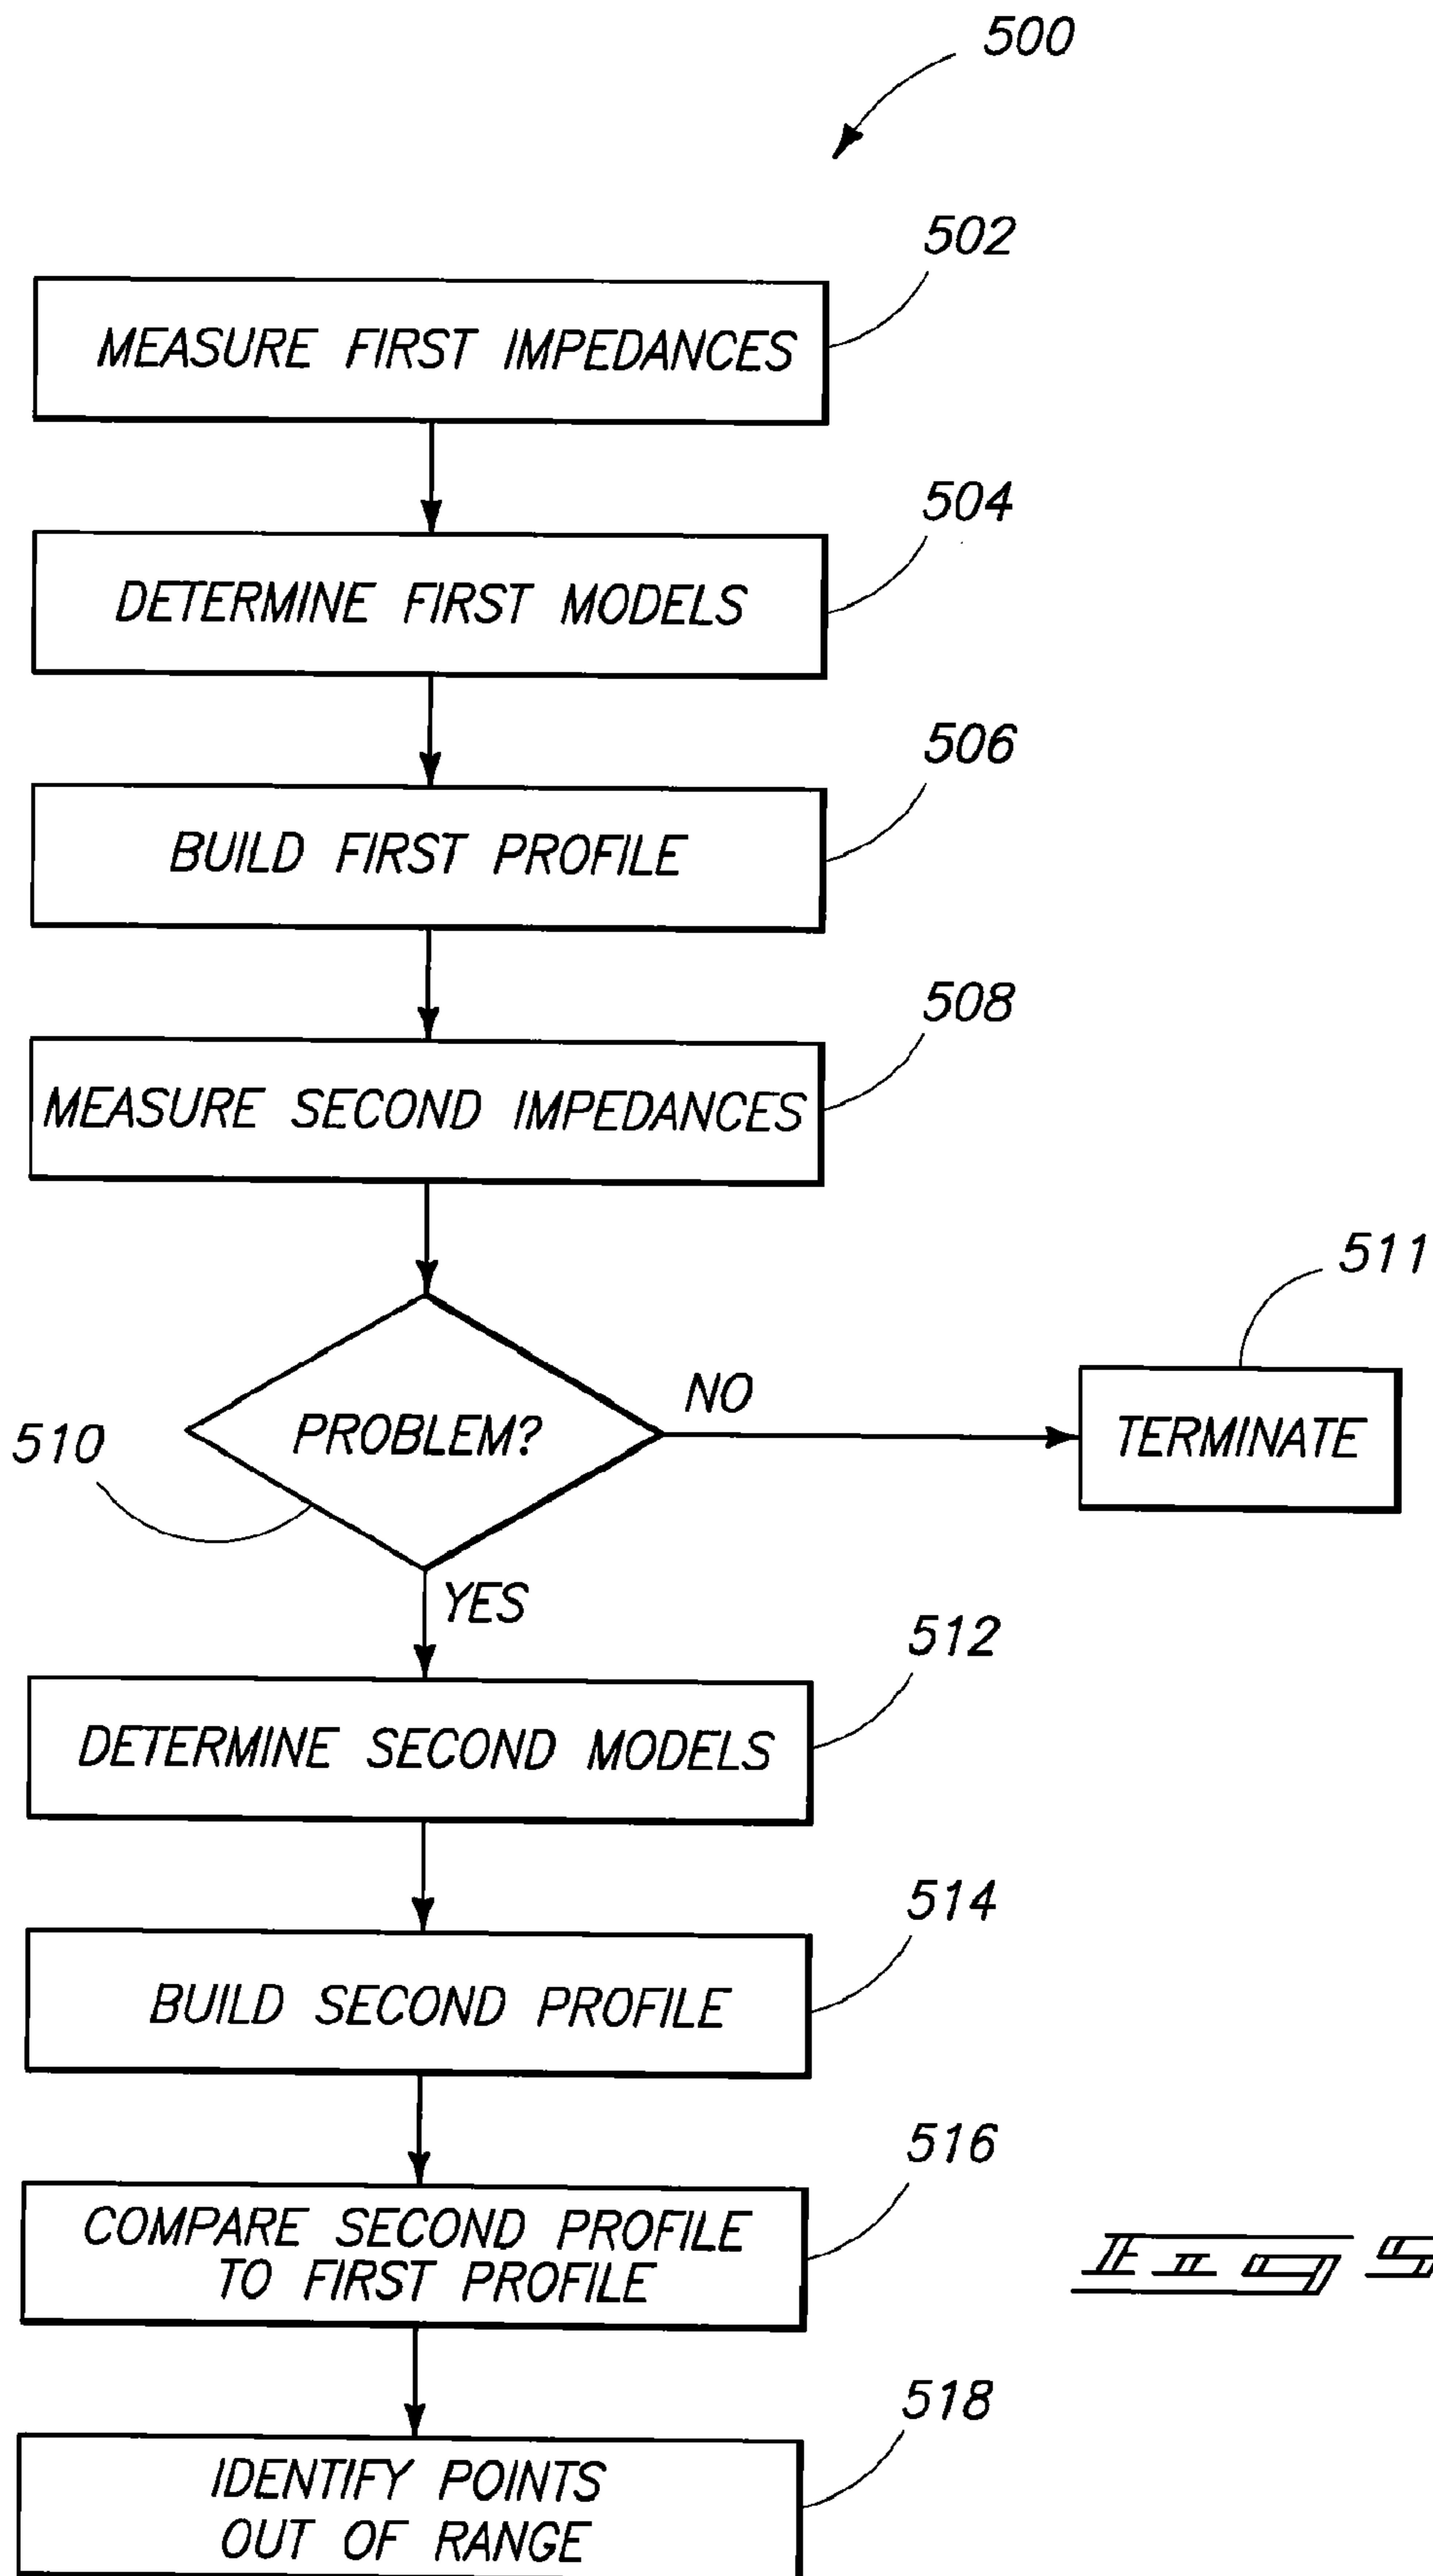 500
502
MEASURE FIRST IMPEDANCES
504
DETERMINE FIRST MODELS
506
BUILD FIRST PROFILE
508
MEASURE SECOND IMPEDANCES
511
NO
TERMINATE
PROBLEM?
510
YES
512
DETERMINE SECOND MODELS
514
BUILD SECOND PROFILE
516
COMPARE SECOND PROFILE
TO FIRST PROFILE
FIG 5
518
IDENTIFY POINTS
OUT OF RANGE